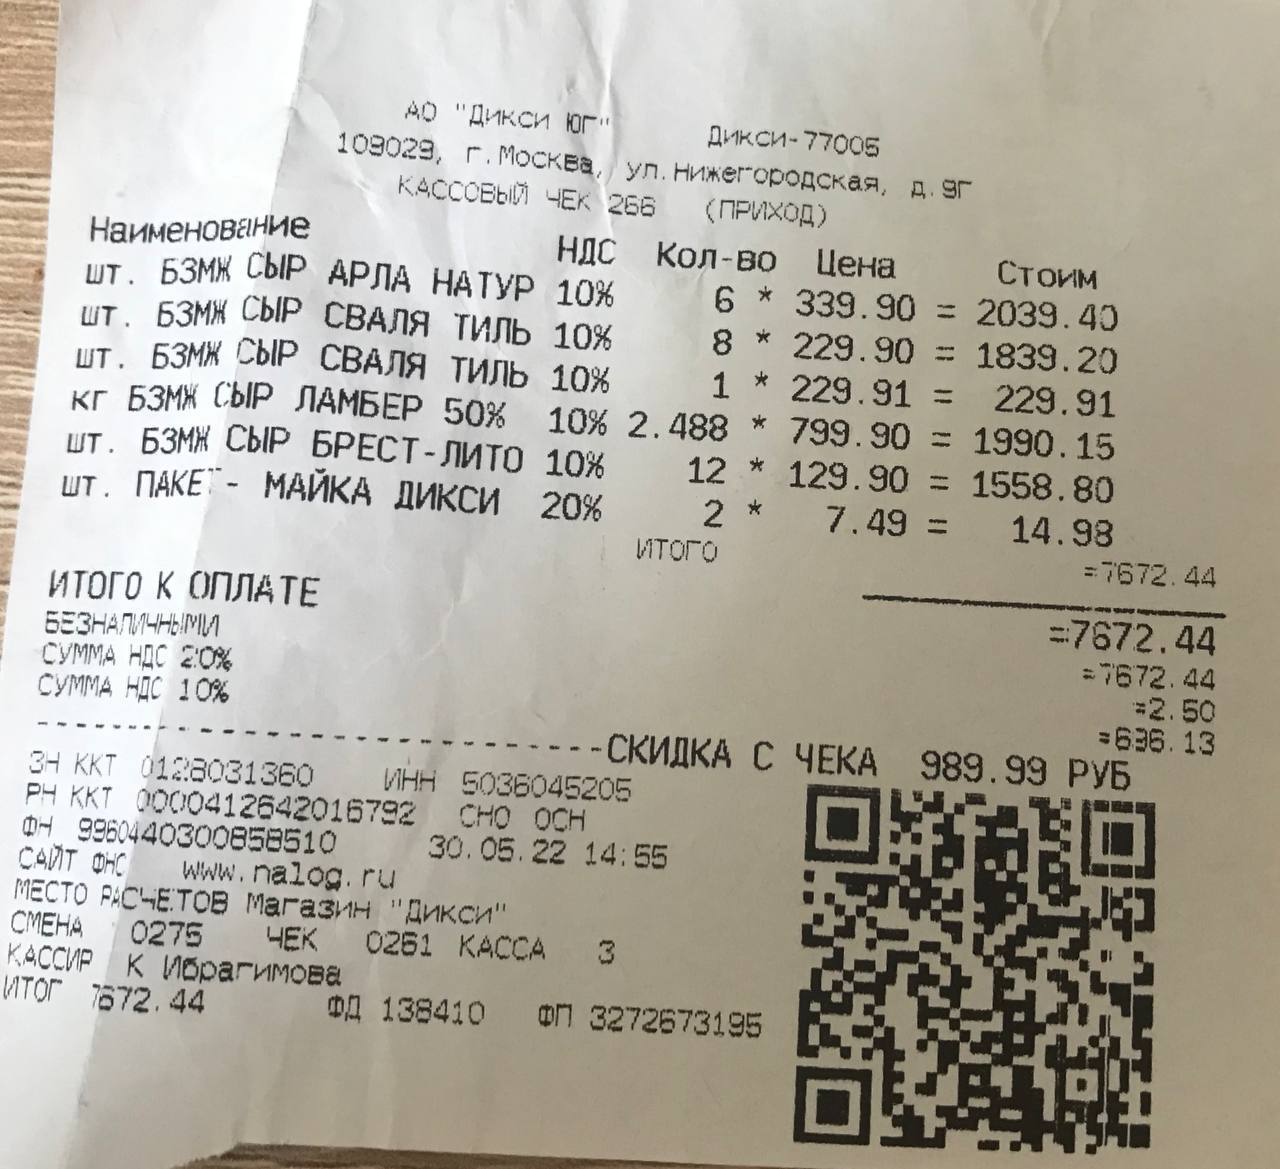 АО "Дикси ЮГ" Дикси-77005
109029, г.Москва, ул.Нижегородская, д.9Г
КАССОВЫЙ ЧЕК 266 (ПРИХОД)
Наименование НДС Кол-во Цена Стоим
шт. БЗМЖ СЫР АРЛА НАТУР 10% 6 * 339.90 = 2039.40
шт. БЗМЖ СЫР СВАЛЯ ТИЛЬ 10% 8 * 229.90 = 1839.20
шт. БЗМЖ СЫР СВАЛЯ ТИЛЬ 10% 1 * 229.91 = 229.91
кг БЗМЖ СЫР ЛАМБЕР 50% 10% 2.488 * 799.90 = 1990.15
шт. БЗМЖ СЫР БРЕСТ-ЛИТО 10% 12 * 129.90 = 1558.80
шт. ПАКЕТ- МАЙКА ДИКСИ 20% 2 * 7.49 = 14.98
ИТОГО =7672.44
ИТОГО К ОПЛАТЕ =7672.44
БЕЗНАЛИЧНЫМИ =7672.44
СУММА НДС 20% =2.50
СУММА НДС 10% =696.13
СКИДКА С ЧЕКА 989.99 РУБ
ЗН ККТ 0128031360 ИНН 5036045205
РН ККТ 0000412642016792 СНО ОСН
ФН 9960440300858510 30.05.22 14:55
САЙТ ФНС www.nalog.ru
МЕСТО РАСЧЕТОВ Магазин "Дикси"
СМЕНА 0275 ЧЕК 0261 КАССА 3
КАССИР К Ибрагимова
ИТОГ 7672.44 ФД 138410 ФП 3272673195